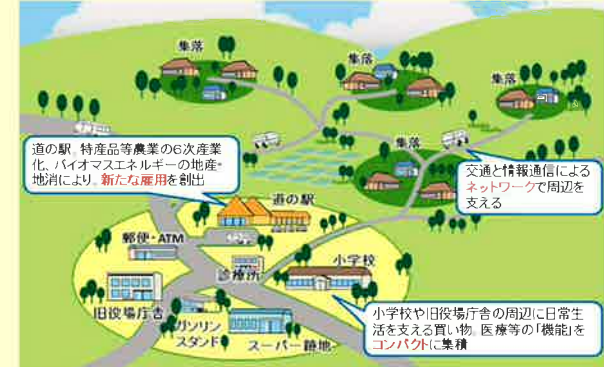 集落
集落
集落
集落
道の駅、特産品等農業の6次産業
化、バイオマスエネルギーの地産・
地消により、新たな雇用を創出
交通と情報通信による
ネットワークで周辺を
支える
道の駅
郵便・ATM
診療所
小学校
旧役場庁舎
ガソリン
スタンド
スーパー跡地
小学校や旧役場庁舎の周辺に日常生
活を支える買い物、医療等の「機能」を
コンパクトに集積